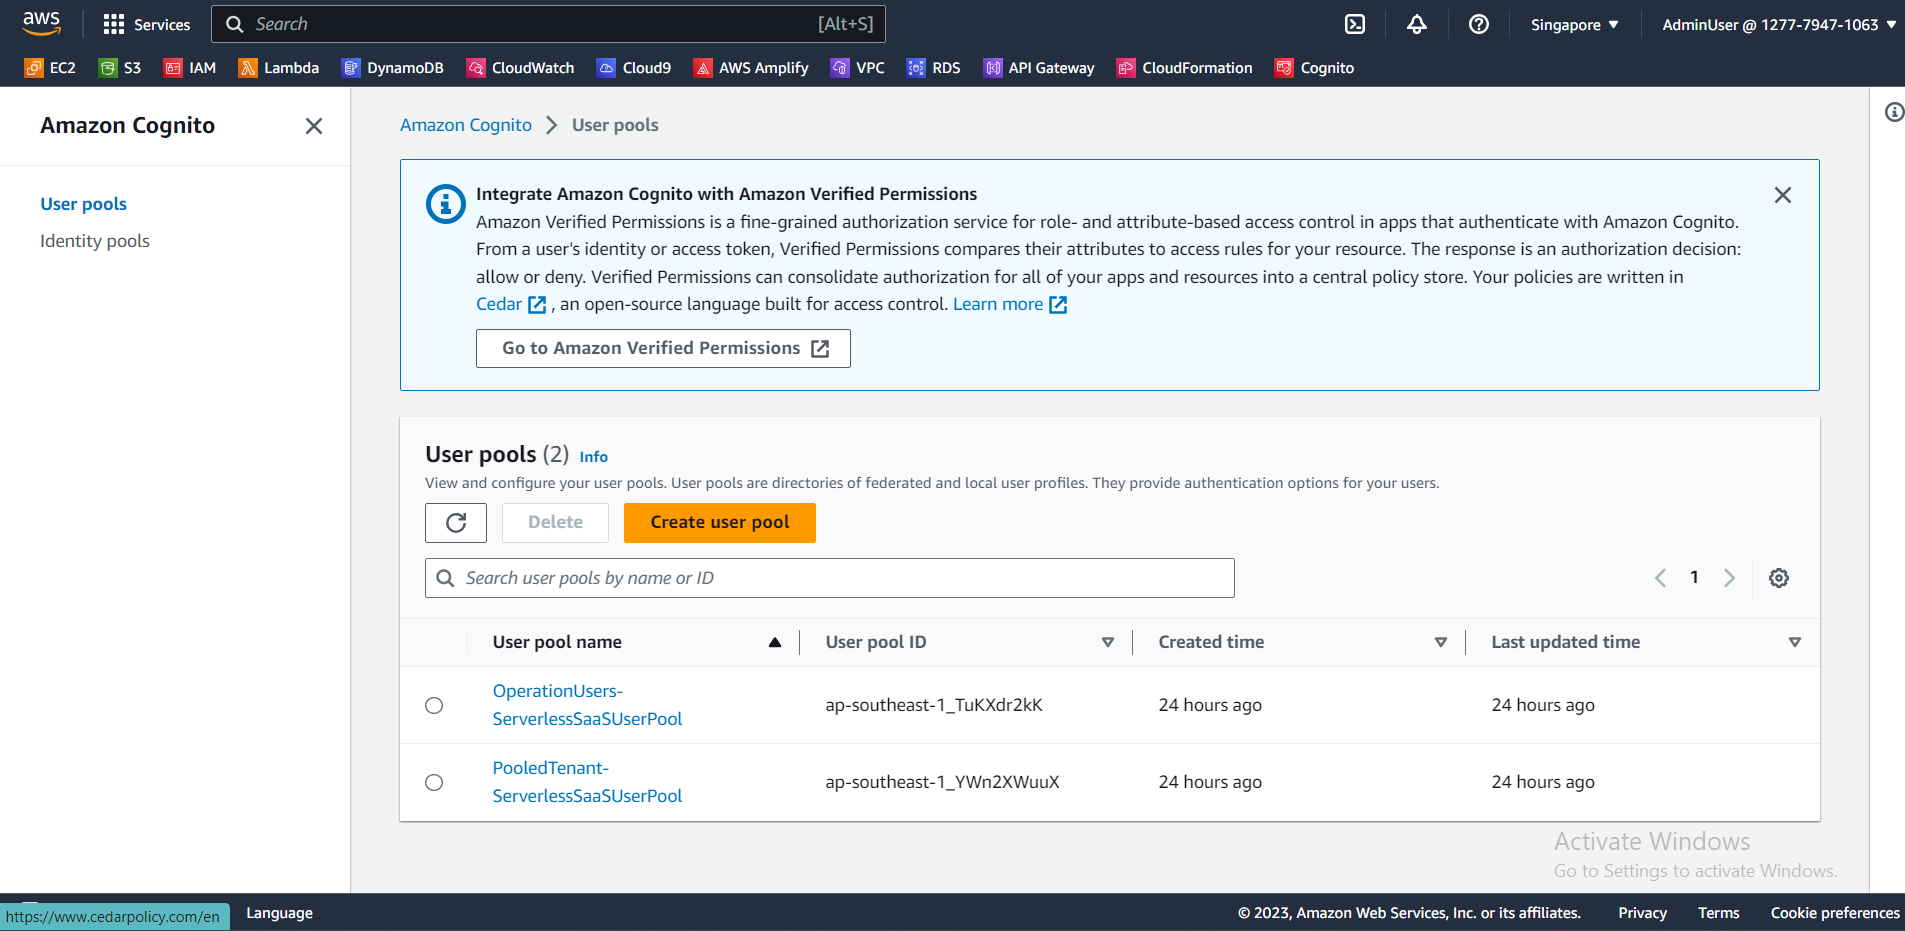 aws
Services
Search
[Alt+S]
Singapore
AdminUser @ 1277-7947-1063
EC2
S3
IAM
Lambda
DynamoDB
CloudWatch
Cloud9
AWS Amplify
VPC
RDS
API Gateway
CloudFormation
Cognito
Amazon Cognito
User pools
Identity pools
Amazon Cognito
User pools
Integrate Amazon Cognito with Amazon Verified Permissions
Amazon Verified Permissions is a fine-grained authorization service for role- and attribute-based access control in apps that authenticate with Amazon Cognito.
From a user's identity or access token, Verified Permissions compares their attributes to access rules for your resource. The response is an authorization decision:
allow or deny. Verified Permissions can consolidate authorization for all of your apps and resources into a central policy store. Your policies are written in
Cedar , an open-source language built for access control. Learn more
Go to Amazon Verified Permissions
User pools (2) Info
View and configure your user pools. User pools are directories of federated and local user profiles. They provide authentication options for your users.
Delete
Create user pool
Search user pools by name or ID
1
User pool name
User pool ID
Created time
Last updated time
OperationUsers-
ServerlessSaaSUserPool
ap-southeast-1_TuKXdr2kK
24 hours ago
24 hours ago
PooledTenant-
ServerlessSaaSUserPool
ap-southeast-1_YWn2XWuuX
24 hours ago
24 hours ago
Activate Windows
Go to Settings to activate Windows.
https://www.cedarpolicy.com/en
Language
© 2023, Amazon Web Services, Inc. or its affiliates.
Privacy
Terms
Cookie preferences